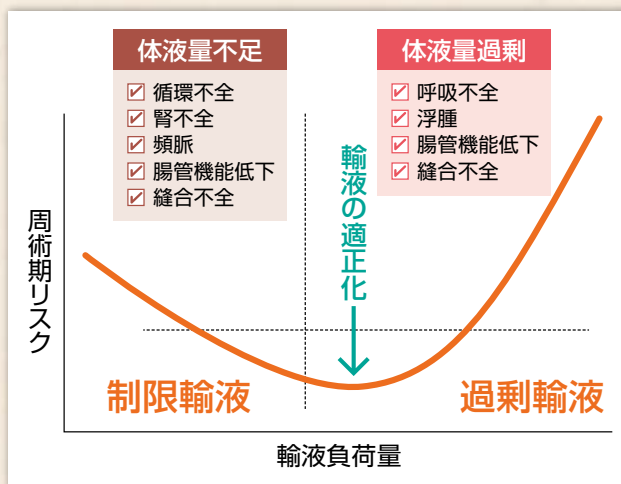 体液量不足
循環不全
腎不全
頻脈
腸管機能低下
縫合不全
体液量過剰
呼吸不全
浮腫
腸管機能低下
縫合不全
輸液の適正化
周術期リスク
制限輸液
過剰輸液
輸液負荷量